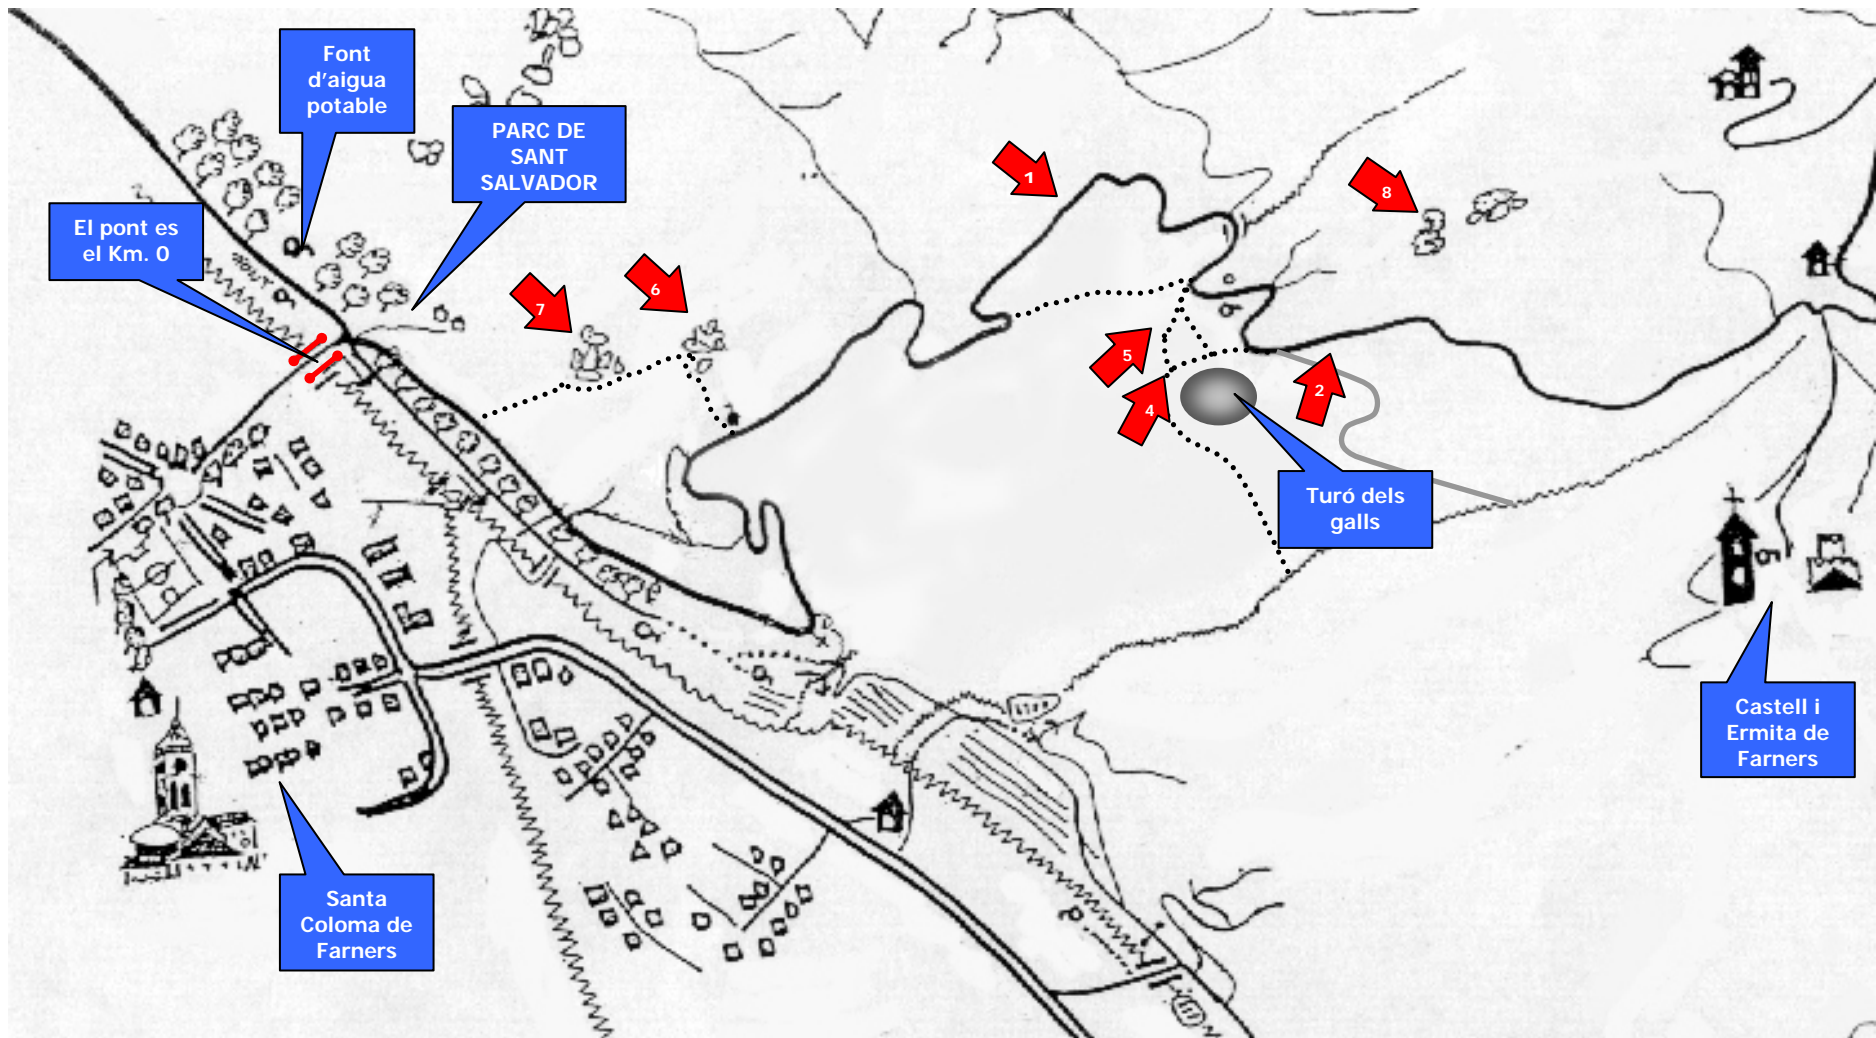 Font
d'aigua
potable
PARC DE
SANT
SALVADOR
El pont es
el Km. 0
1
8
7
6
5
4
2
Turó dels
galls
Castell i
Ermita de
Farners
Santa
Coloma de
Farners